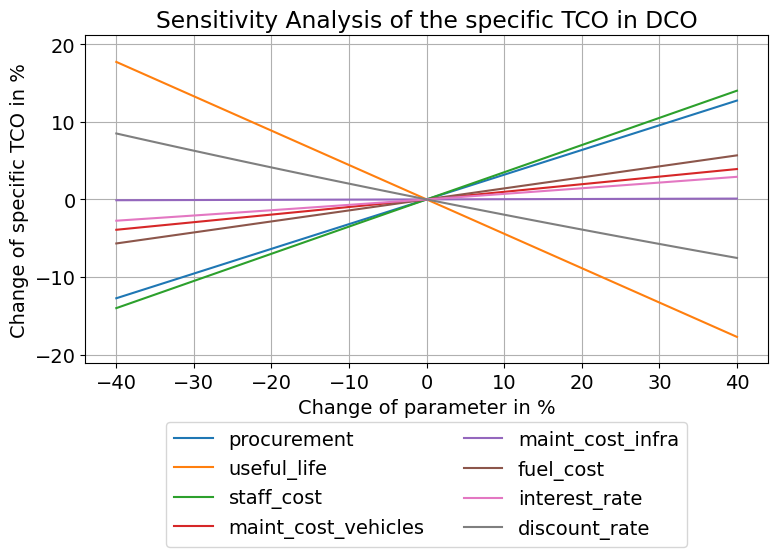 Sensitivity Analysis of the specific TCO in DCO
Change of specific TCO in %
20
10
0
−10
−20
−40 −30 −20 −10 0 10 20 30 40
Change of parameter in %
procurement
useful_life
staff_cost
maint_cost_vehicles
maint_cost_infra
fuel_cost
interest_rate
discount_rate